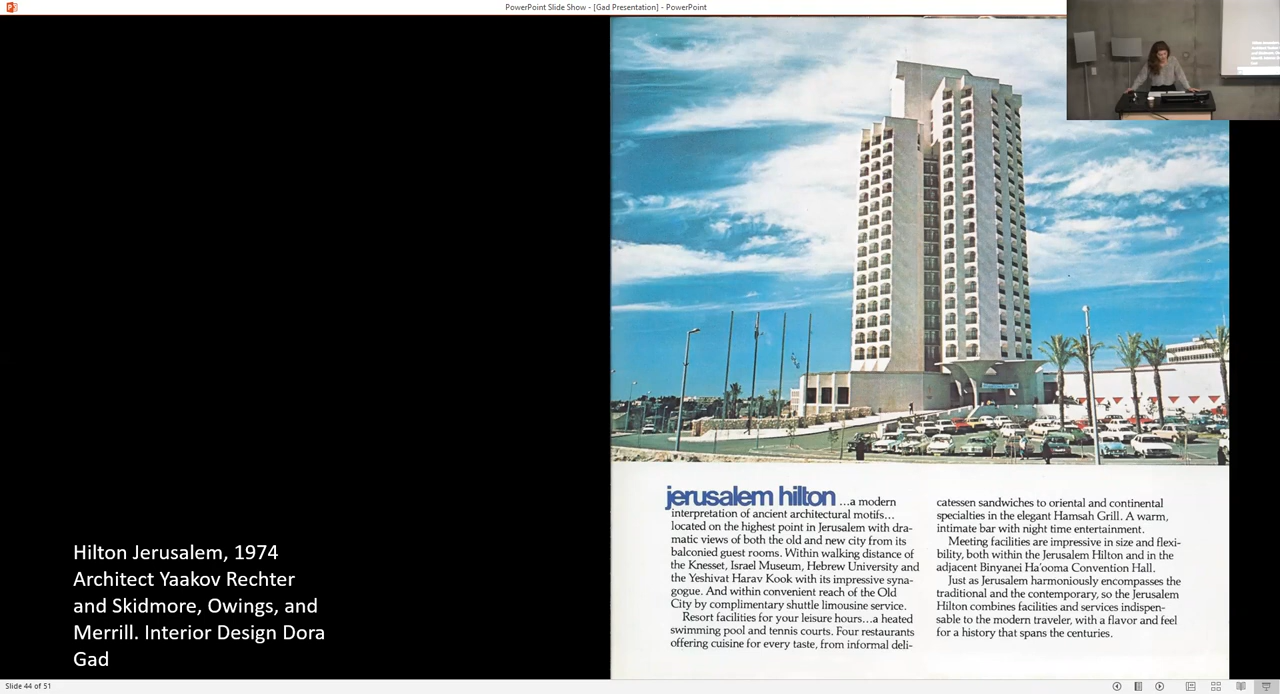 PowerPoint Slide Show - [Gad Presentation] - PowerPoint
Hilton Jerusalem, 1974
Architect Yaakov Rechter
and Skidmore, Owings, and
Merrill. Interior Design Dora
Gad
jerusalem hilton ...a modern
interpretation of ancient architectural motifs...
located on the highest point in Jerusalem with dra-
matic views of both the old and new city from its
balconied guest rooms. Within walking distance of
the Knesset, Israel Museum, Hebrew University and
the Yeshivat Harav Kook with its impressive syna-
gogue. And within convenient reach of the Old
City by complimentary shuttle limousine service.
Resort facilities for your leisure hours...a heated
swimming pool and tennis courts. Four restaurants
offering cuisine for every taste, from informal deli-
catessen sandwiches to oriental and continental
specialties in the elegant Hamsah Grill. A warm,
intimate bar with night time entertainment.
Meeting facilities are impressive in size and flexi-
bility, both within the Jerusalem Hilton and in the
adjacent Binyanei Ha'ooma Convention Hall.
Just as Jerusalem harmoniously encompasses the
traditional and the contemporary, so the Jerusalem
Hilton combines facilities and services indispen-
sable to the modern traveler, with a flavor and feel
for a history that spans the centuries.
Slide 44 of 51